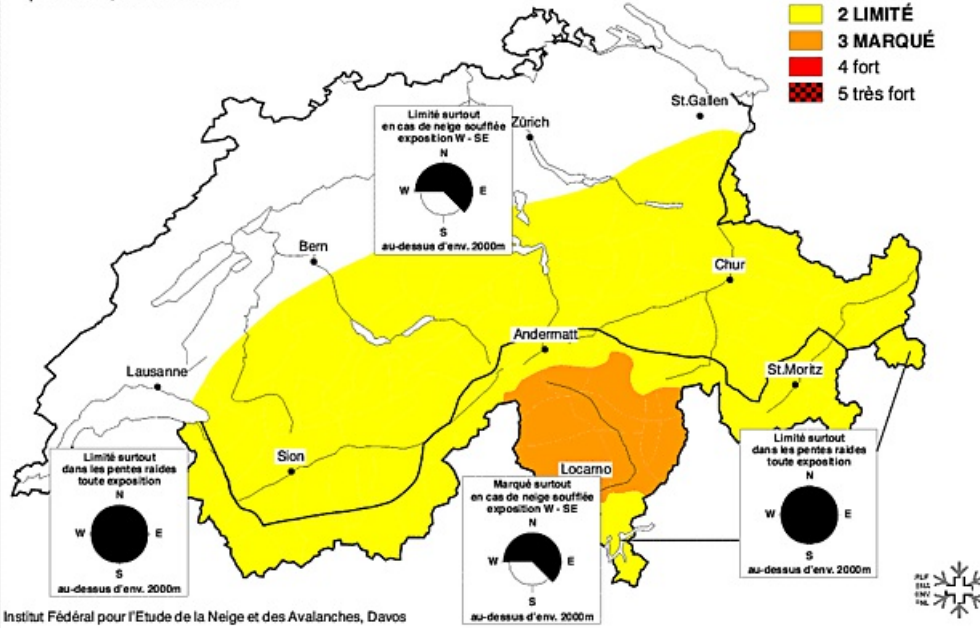 2 LIMITÉ
3 MARQUÉ
4 fort
5 très fort
St.Gallen
Zürich
Limité surtout
en cas de neige soufflée
exposition W - SE
N
W E
S
au-dessus d'env. 2000m
Bern
Chur
Andermatt
Lausanne
St.Moritz
Sion
Locarno
Limité surtout
dans les pentes raides
toute exposition
N
W E
S
au-dessus d'env. 2000m
Marqué surtout
en cas de neige soufflée
exposition W - SE
N
W E
S
au-dessus d'env. 2000m
Limité surtout
dans les pentes raides
toute exposition
N
W E
S
au-dessus d'env. 2000m
Institut Fédéral pour l'Etude de la Neige et des Avalanches, Davos